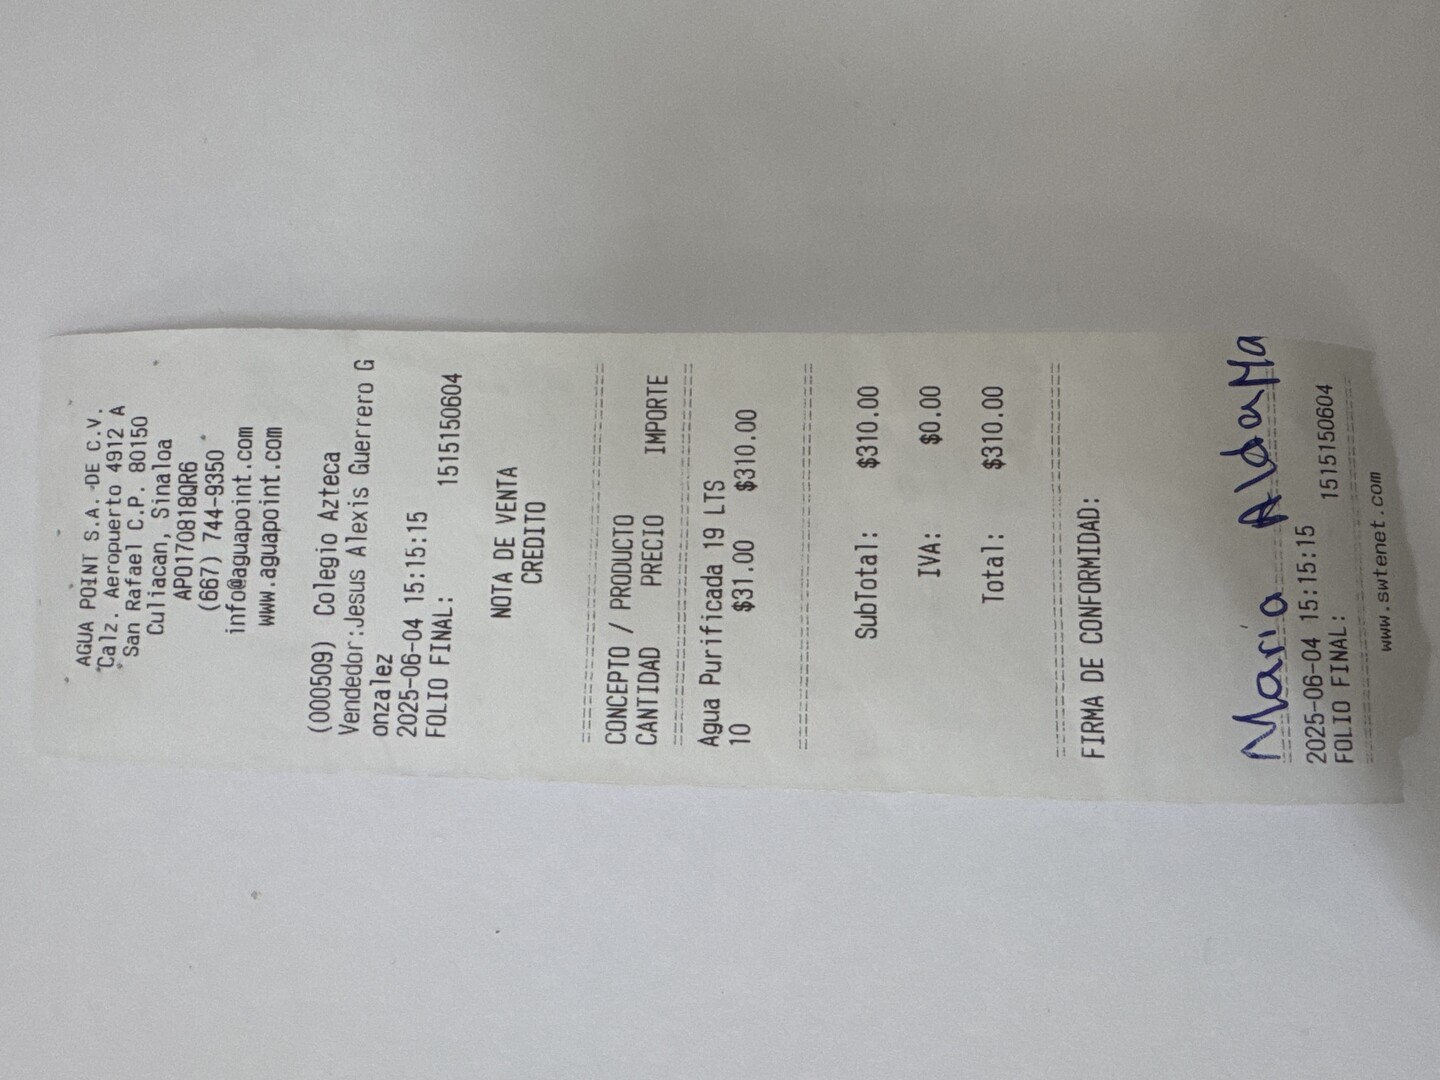 AGUA POINT S.A. DE C.V.
Calz. Aeropuerto 4912 A
San Rafael C.P. 80150
Culiacan, Sinaloa
APO170818QR6
(667) 744-9350
info@aguapoint.com
www.aguapoint.com
(000509) Colegio Azteca
Vendedor:Jesus Alexis Guerrero G
onzalez
2025-06-04 15:15:15
FOLIO FINAL: 1515150604
NOTA DE VENTA
CREDITO
CONCEPTO / PRODUCTO
CANTIDAD PRECIO IMPORTE
Agua Purificada 19 LTS
10 $31.00 $310.00
SubTotal: $310.00
IVA: $0.00
Total: $310.00
FIRMA DE CONFORMIDAD:
María AldaMa
2025-06-04 15:15:15
FOLIO FINAL: 1515150604
www.swtenet.com